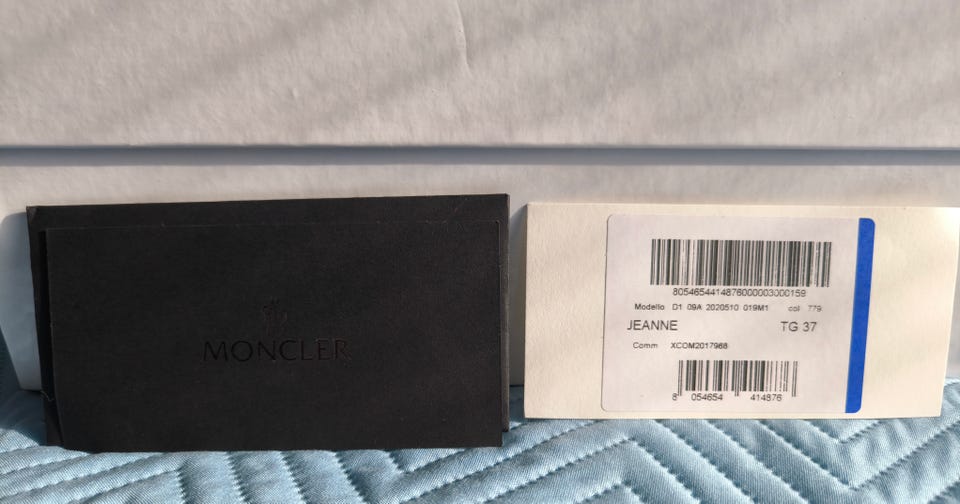 MONCLER
8054654414876000003000159
Modello D1 09A 2020510 019M1 col 779
JEANNE TG 37
Comm XCOM2017968
8 054654 414876